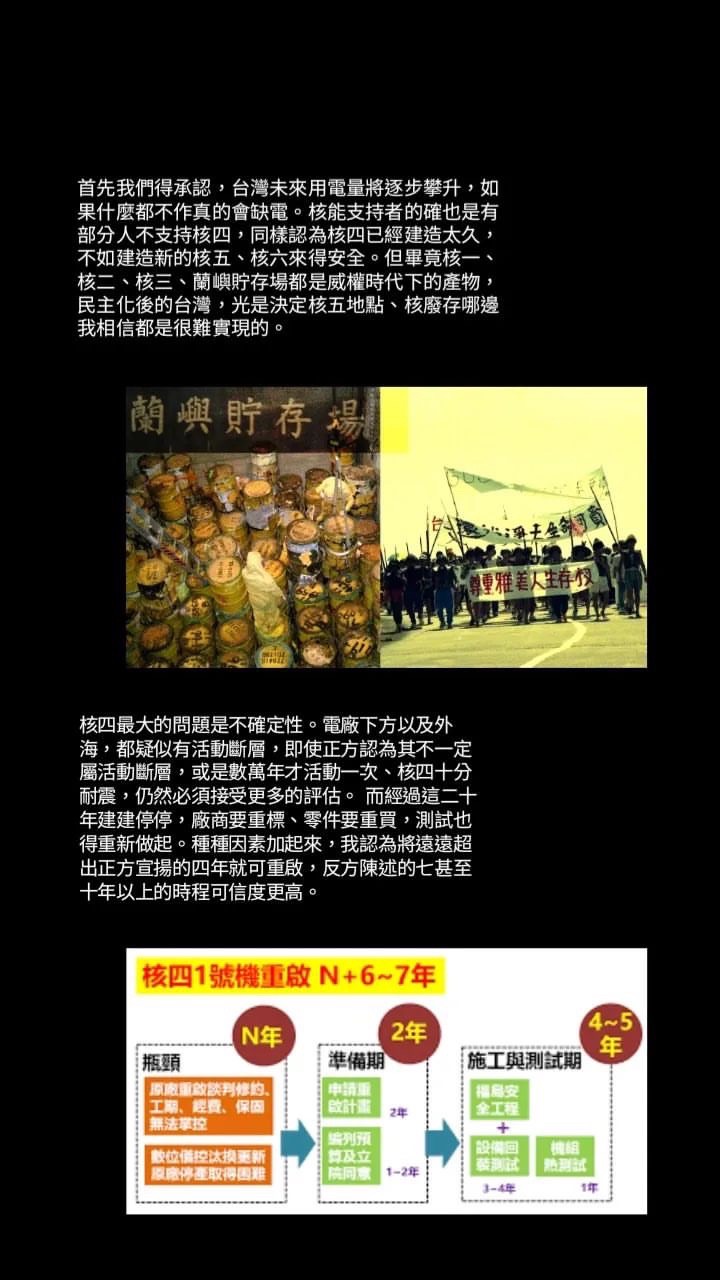 首先我們得承認，台灣未來用電量將逐步攀升，如
果什麼都不作真的會缺電。核能支持者的確也是有
部分人不支持核四，同樣認為核四已經建造太久，
不如建造新的核五、核六來得安全。但畢竟核一、
核二、核三、蘭嶼貯存場都是威權時代下的產物，
民主化後的台灣，光是決定核五地點、核廢存哪邊
我相信都是很難實現的。
蘭嶼貯存場
尊重雅美人生存權
核四最大的問題是不確定性。電廠下方以及外
海，都疑似有活動斷層，即使正方認為其不一定
屬活動斷層，或是數萬年才活動一次、核四十分
耐震，仍然必須接受更多的評估。 而經過這二十
年建建停停，廠商要重標、零件要重買，測試也
得重新做起。種種因素加起來，我認為將遠遠超
出正方宣揚的四年就可重啟，反方陳述的七甚至
十年以上的時程可信度更高。
核四1號機重啟 N+6~7年
N年
瓶頸
原廠重啟談判修約、
工期、經費、保固
無法掌控
數位儀控汰換更新
原廠停產取得困難
2年
準備期
申請重
啟計畫
2年
編列預
算及立
院同意
1~2年
4~5
年
施工與測試期
福島安
全工程
+
設備回
裝測試
3~4年
機組
熱測試
1年